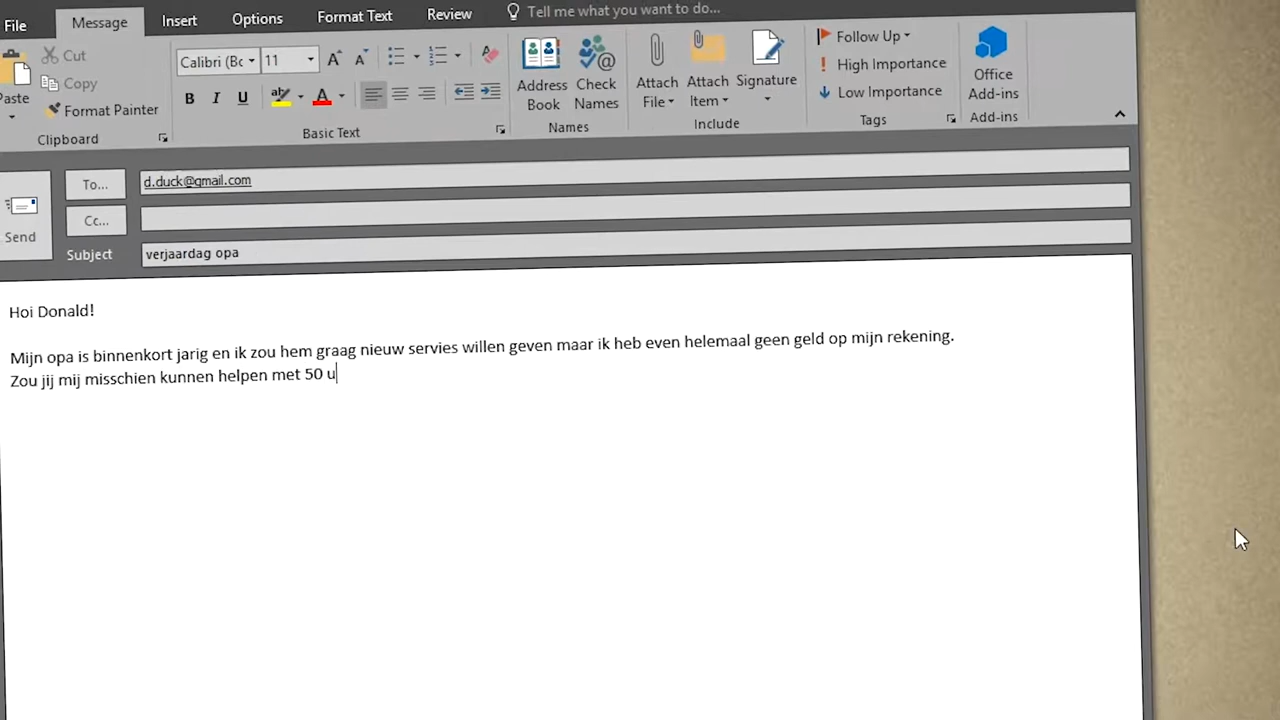 File Message Insert Options Format Text Review Tell me what you want to do...
Cut
Copy
Paste
Format Painter
Clipboard
Calibri (Bc 11
B I U A
Basic Text
Address Book
Check Names
Names
Attach File
Attach Item
Signature
Include
Follow Up
High Importance
Low Importance
Tags
Office Add-ins
Add-ins
Send
To... d.duck@gmail.com
Cc...
Subject verjaardag opa
Hoi Donald!
Mijn opa is binnenkort jarig en ik zou hem graag nieuw servies willen geven maar ik heb even helemaal geen geld op mijn rekening.
Zou jij mij misschien kunnen helpen met 50 u